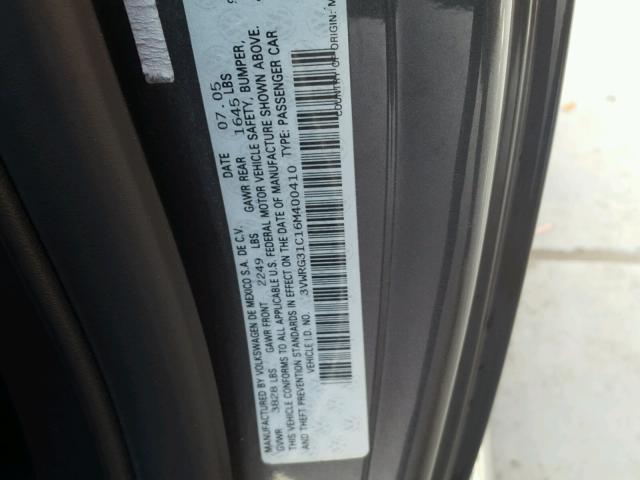 MANUFACTURED BY VOLKSWAGEN DE MEXICO S.A. DE C.V. DATE 07.05
GVWR 3828 LBS GAWR FRONT 2249 LBS GAWR REAR 1645 LBS
THIS VEHICLE CONFORMS TO ALL APPLICABLE U.S. FEDERAL MOTOR VEHICLE SAFETY, BUMPER,
AND THEFT PREVENTION STANDARDS IN EFFECT ON THE DATE OF MANUFACTURE SHOWN ABOVE.
VEHICLE I.D. NO. 3VWRG31C16M400410 TYPE: PASSENGER CAR
COUNTRY OF ORIGIN: M